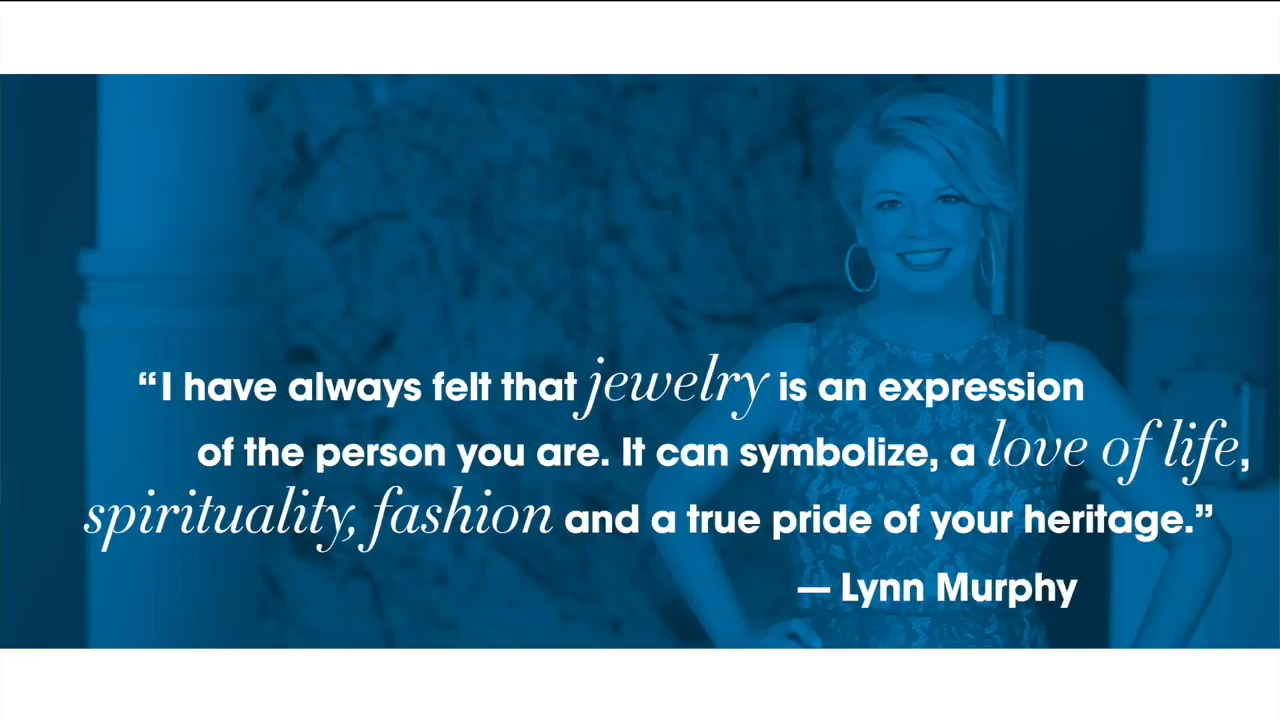 “I have always felt that jewelry is an expression
of the person you are. It can symbolize, a love of life,
spirituality, fashion and a true pride of your heritage.”
— Lynn Murphy